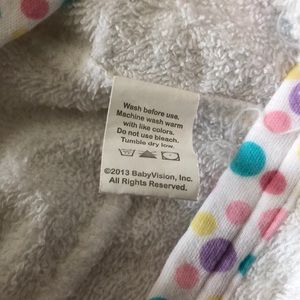 Wash before use.
Machine wash warm
with like colors.
Do not use bleach.
Tumble dry low.
©2013 BabyVision, Inc.
All Rights Reserved.